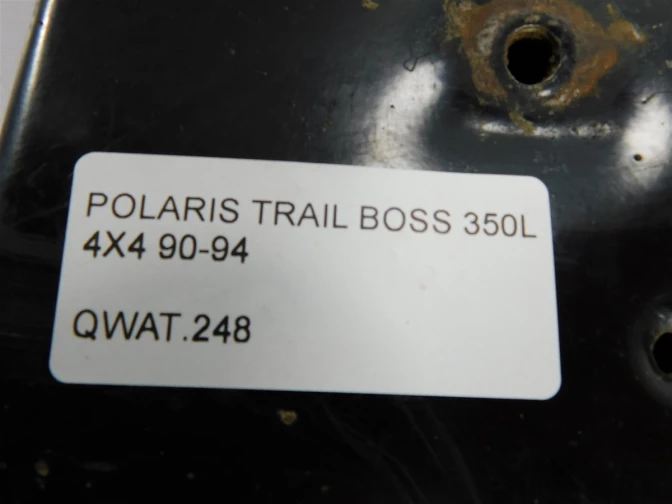 POLARIS TRAIL BOSS 350L
4X4 90-94
QWAT.248